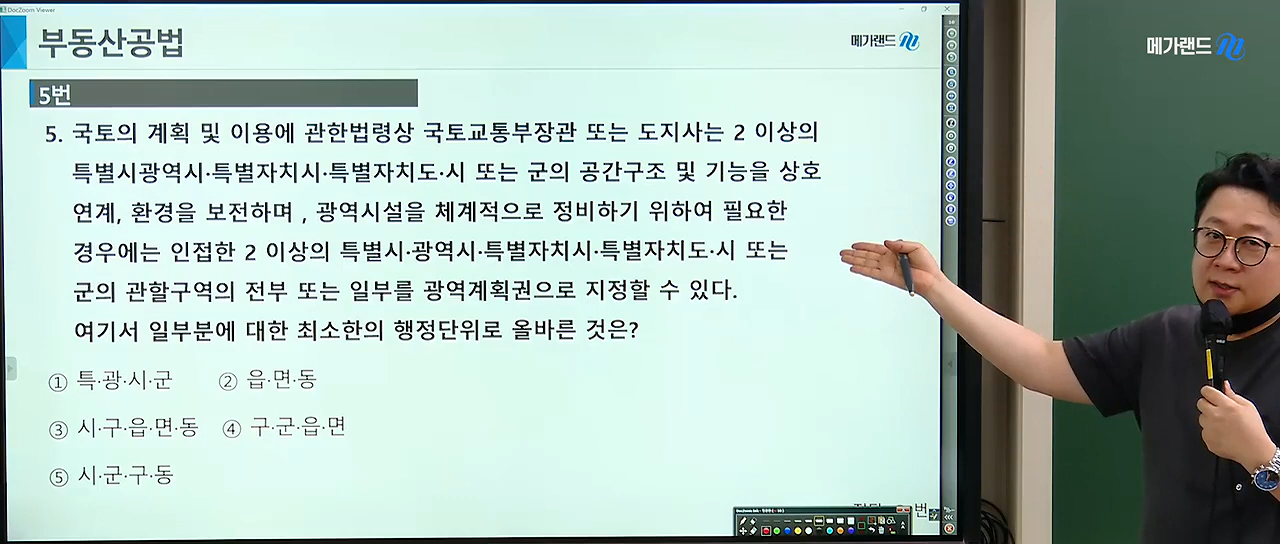 DocZoom Viewer
부동산공법
메가랜드
메가랜드
5번
5. 국토의 계획 및 이용에 관한법령상 국토교통부장관 또는 도지사는 2 이상의
특별시광역시·특별자치시·특별자치도·시 또는 군의 공간구조 및 기능을 상호
연계, 환경을 보전하며 , 광역시설을 체계적으로 정비하기 위하여 필요한
경우에는 인접한 2 이상의 특별시·광역시·특별자치시·특별자치도·시 또는
군의 관할구역의 전부 또는 일부를 광역계획권으로 지정할 수 있다.
여기서 일부분에 대한 최소한의 행정단위로 올바른 것은?
① 특·광·시·군 ② 읍·면·동
③ 시·구·읍·면·동 ④ 구·군·읍·면
⑤ 시·군·구·동
번